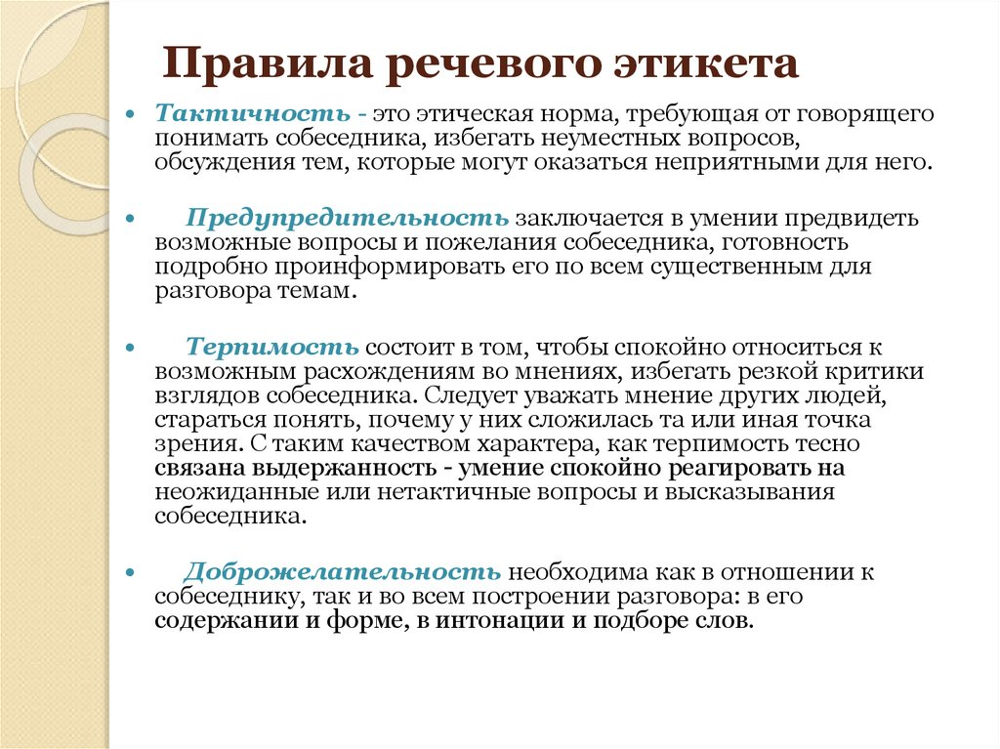 Правила речевого этикета
Тактичность - это этическая норма, требующая от говорящего
понимать собеседника, избегать неуместных вопросов,
обсуждения тем, которые могут оказаться неприятными для него.
Предупредительность заключается в умении предвидеть
возможные вопросы и пожелания собеседника, готовность
подробно проинформировать его по всем существенным для
разговора темам.
Терпимость состоит в том, чтобы спокойно относиться к
возможным расхождениям во мнениях, избегать резкой критики
взглядов собеседника. Следует уважать мнение других людей,
стараться понять, почему у них сложилась та или иная точка
зрения. С таким качеством характера, как терпимость тесно
связана выдержанность - умение спокойно реагировать на
неожиданные или нетактичные вопросы и высказывания
собеседника.
Доброжелательность необходима как в отношении к
собеседнику, так и во всем построении разговора: в его
содержании и форме, в интонации и подборе слов.